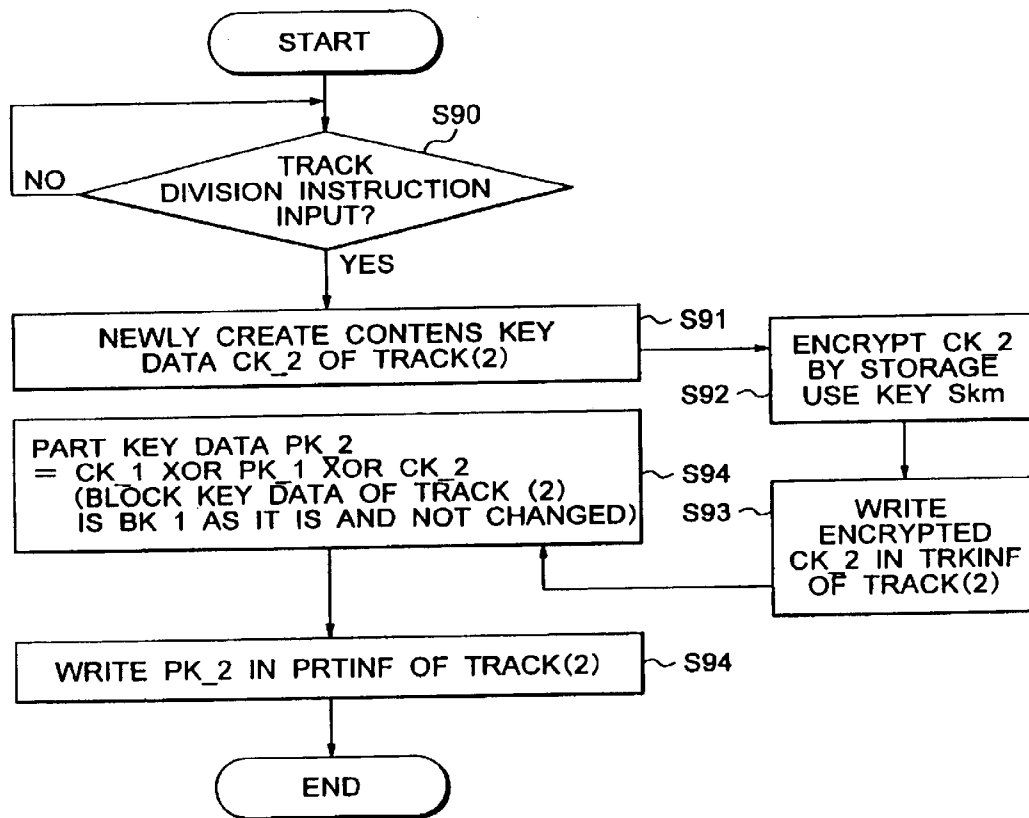 START
S90
TRACK
DIVISION INSTRUCTION
INPUT?
NO
YES
NEWLY CREATE CONTENS KEY
DATA CK_2 OF TRACK(2)
S91
ENCRYPT CK_2
BY STORAGE
USE KEY Skm
S92
WRITE
ENCRYPTED
CK_2 IN TRKINF
OF TRACK(2)
S93
PART KEY DATA PK_2
= CK_1 XOR PK_1 XOR CK_2
(BLOCK KEY DATA OF TRACK (2)
IS BK 1 AS IT IS AND NOT CHANGED)
S94
WRITE PK_2 IN PRTINF OF TRACK(2)
S94
END